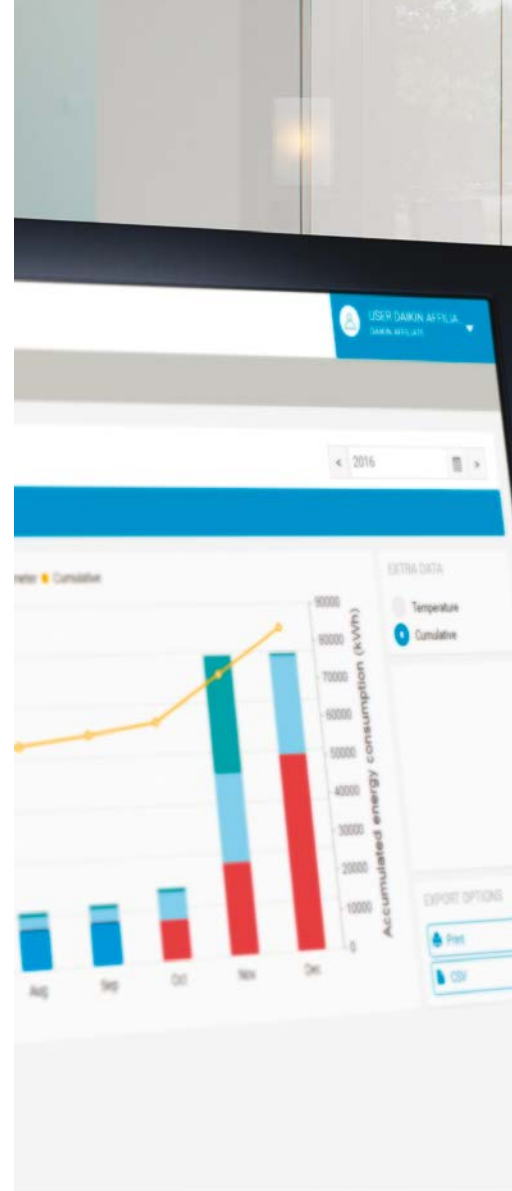 USER DAIKIN AFFILIA...
DAIKIN AFFILIATE
< 2016 >
Cumulative
EXTRA DATA
Temperature
Cumulative
90000
80000
70000
60000
50000
40000
30000
20000
10000
0
Accumulated energy consumption (kWh)
Aug
Sep
Oct
Nov
Dec
EXPORT OPTIONS
Print
CSV